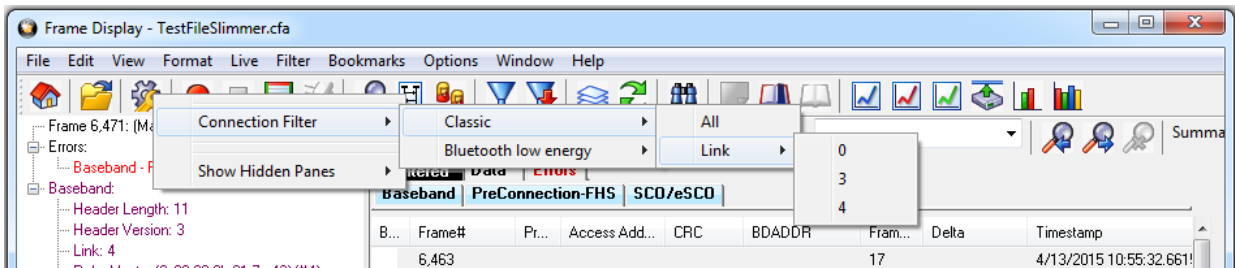 Frame Display - TestFileSlimmer.cfa
File Edit View Format Live Filter Bookmarks Options Window Help
Frame 6,471: (Ma
Errors:
Baseband - F
Baseband:
Header Length: 11
Header Version: 3
Link: 4
Connection Filter
Show Hidden Panes
Classic
Bluetooth low energy
All
Link
0
3
4
Summa
Data Errors
Baseband PreConnection-FHS SCO/eSCO
B... Frame# Pr... Access Add... CRC BDADDR Fram... Delta Timestamp
6,463 17 4/13/2015 10:55:32.661!